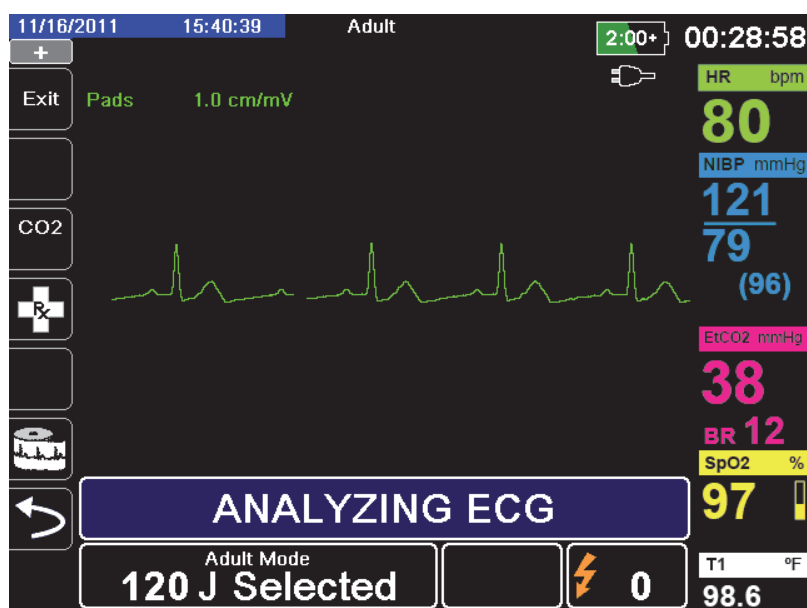 11/16/2011 15:40:39 Adult 2:00+ 00:28:58
+
Exit
Pads 1.0 cm/mV
CO2
Rx
HR bpm
80
NIBP mmHg
121
79
(96)
EtCO2 mmHg
38
BR 12
SpO2 %
97
ANALYZING ECG
Adult Mode
120 J Selected
0
T1 ºF
98.6